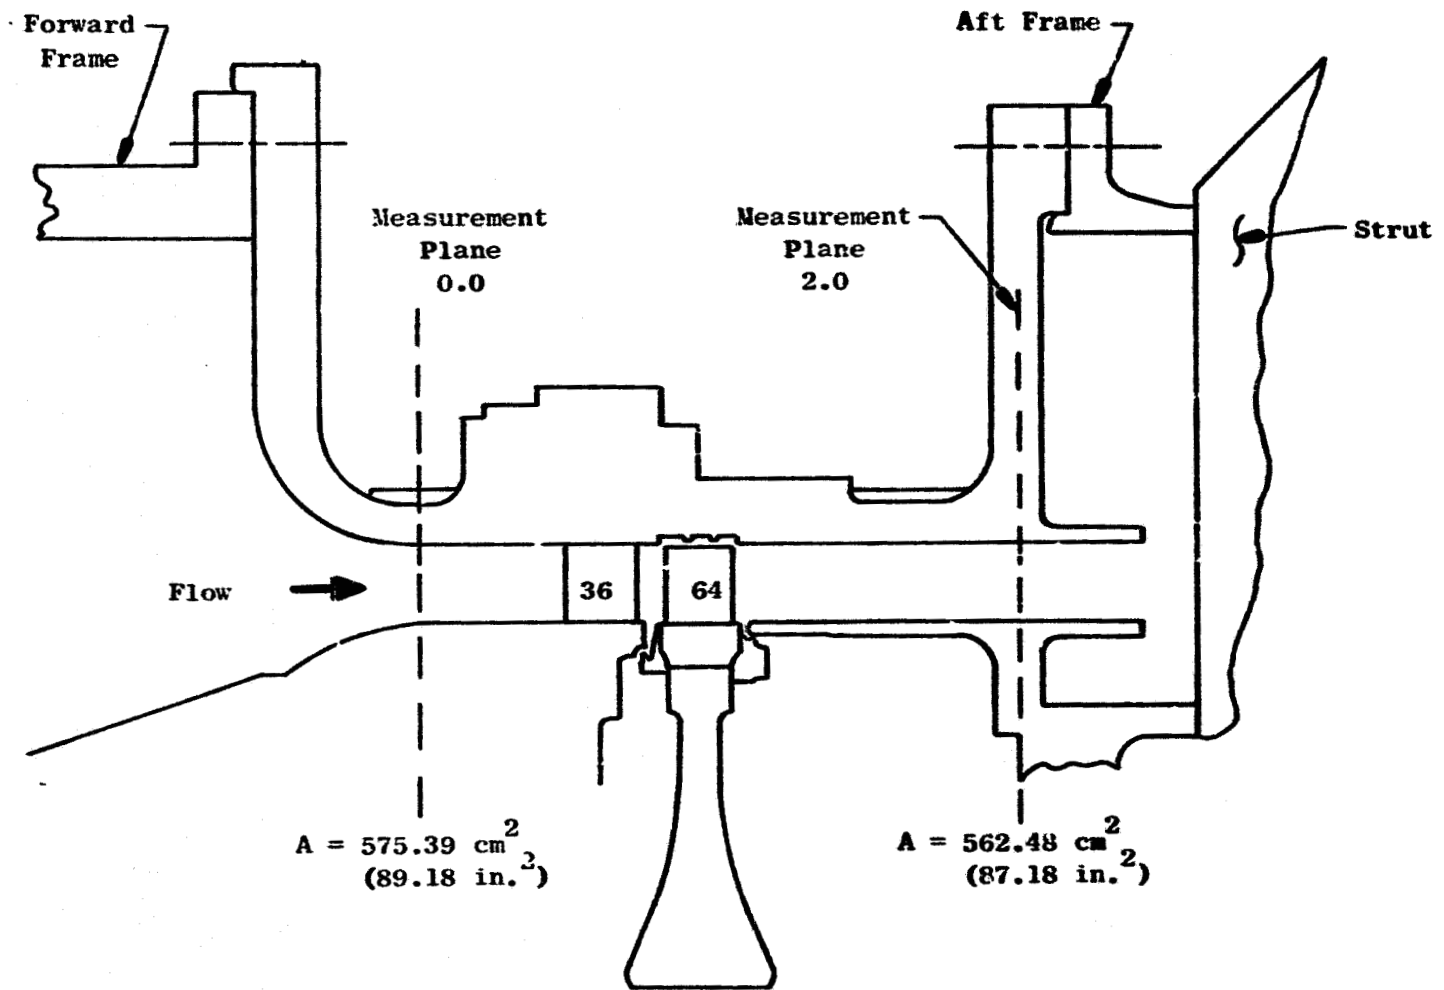 Forward
Frame
Aft Frame
Measurement
Plane
0.0
Measurement
Plane
2.0
Strut
Flow
36
64
A = 575.39 cm²
(89.18 in.²)
A = 562.48 cm²
(87.18 in.²)